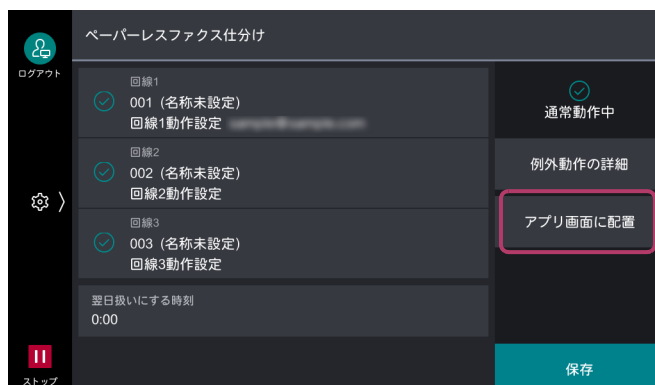 ペーパーレスファクス仕分け
ログアウト
回線1
001 (名称未設定)
回線1動作設定
回線2
002 (名称未設定)
回線2動作設定
回線3
003 (名称未設定)
回線3動作設定
翌日扱いにする時刻
0:00
通常動作中
例外動作の詳細
アプリ画面に配置
保存
ストップ